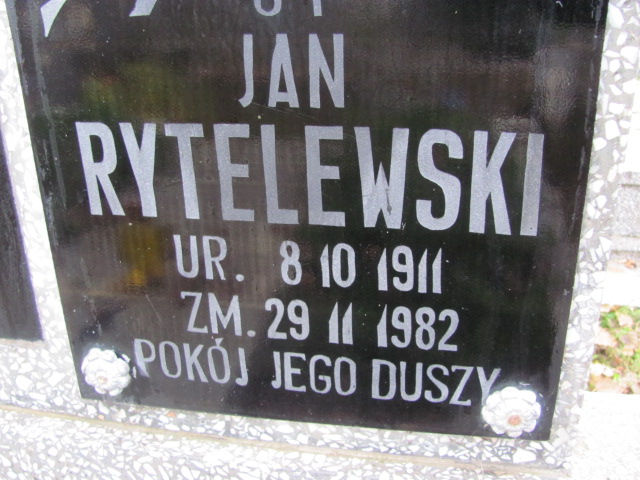 JAN
RYTELEWSKI
UR. 8 10 1911
ZM. 29 11 1982
POKÓJ JEGO DUSZY